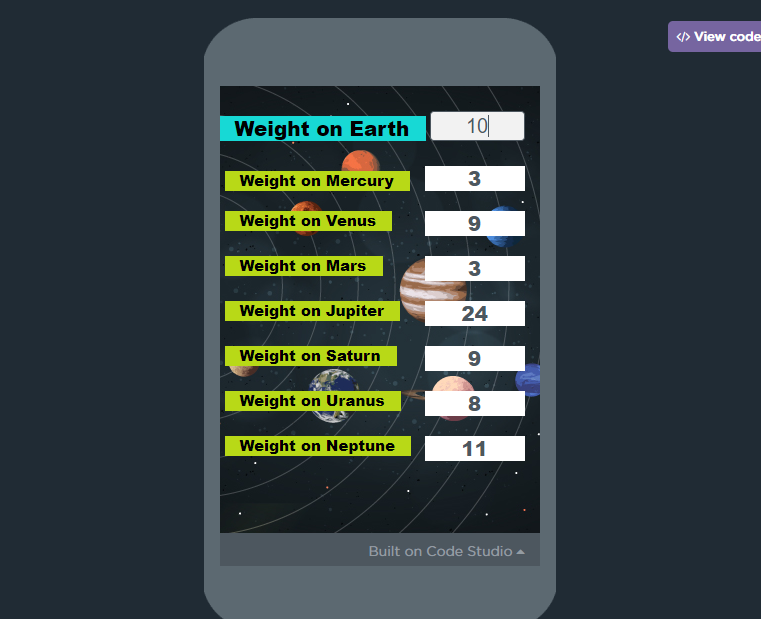 </> View code
Weight on Earth 10
Weight on Mercury 3
Weight on Venus 9
Weight on Mars 3
Weight on Jupiter 24
Weight on Saturn 9
Weight on Uranus 8
Weight on Neptune 11
Built on Code Studio